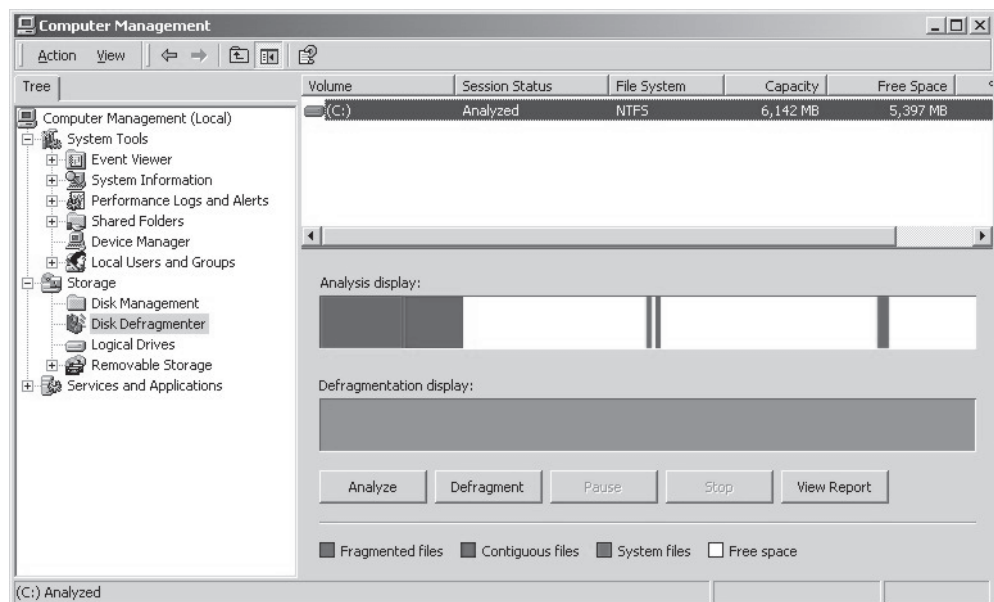 Computer Management
Action View
Tree
Computer Management (Local)
System Tools
Event Viewer
System Information
Performance Logs and Alerts
Shared Folders
Device Manager
Local Users and Groups
Storage
Disk Management
Disk Defragmenter
Logical Drives
Removable Storage
Services and Applications
Volume Session Status File System Capacity Free Space
(C:) Analyzed NTFS 6,142 MB 5,397 MB
Analysis display:
Defragmentation display:
Analyze Defragment Pause Stop View Report
Fragmented files Contiguous files System files Free space
(C:) Analyzed